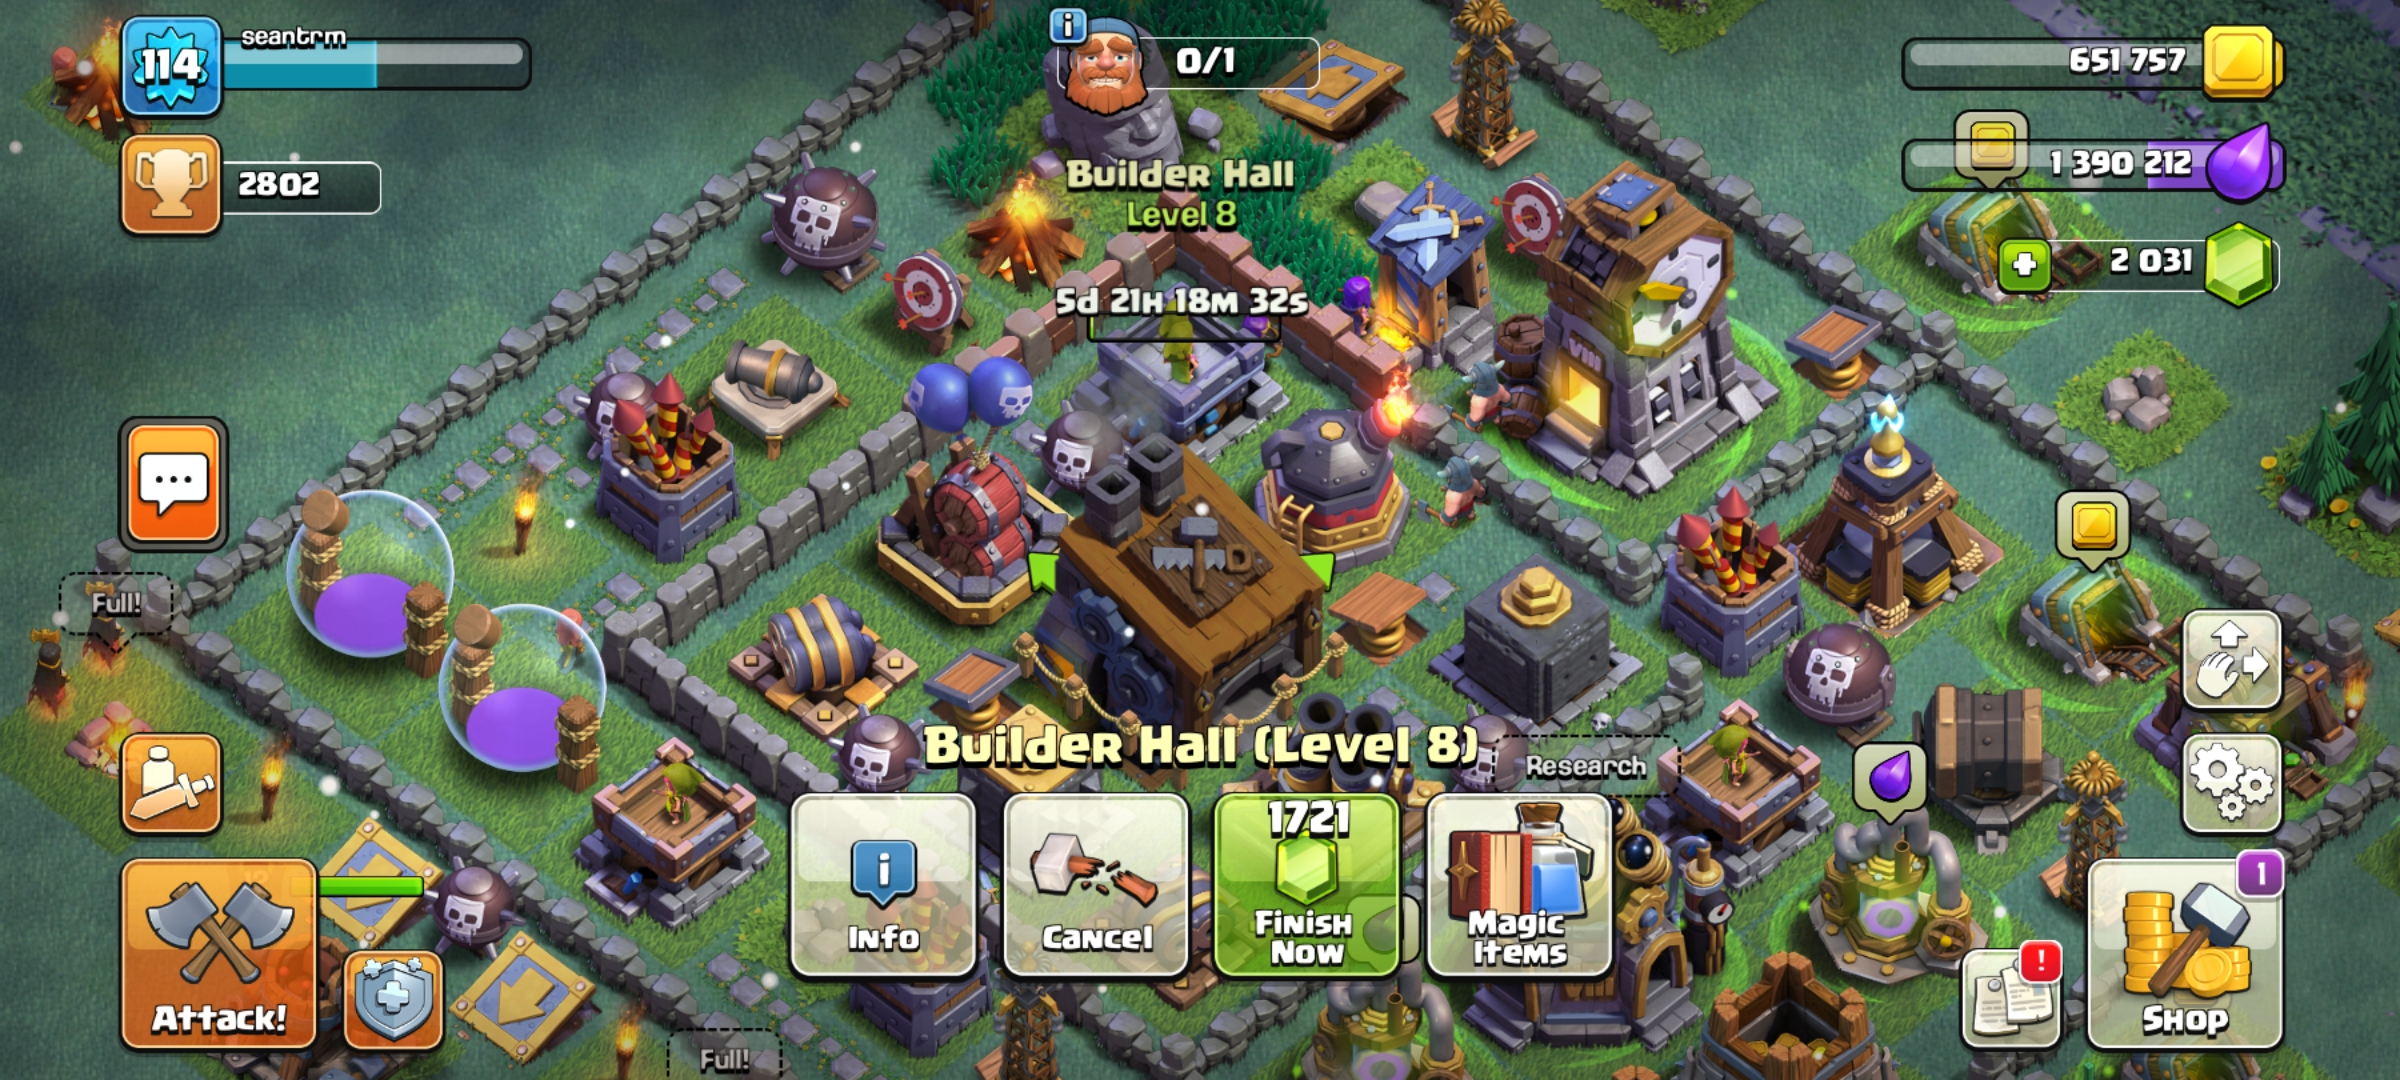 114
seantrm
0/1
651 757
2802
Builder Hall
Level 8
1 390 212
2 031
5d 21H 18M 32s
VIII
Full!
Builder Hall (Level 8)
Research
Info
Cancel
1721
Finish
Now
Magic
Items
Attack!
1
!
Shop
Full!